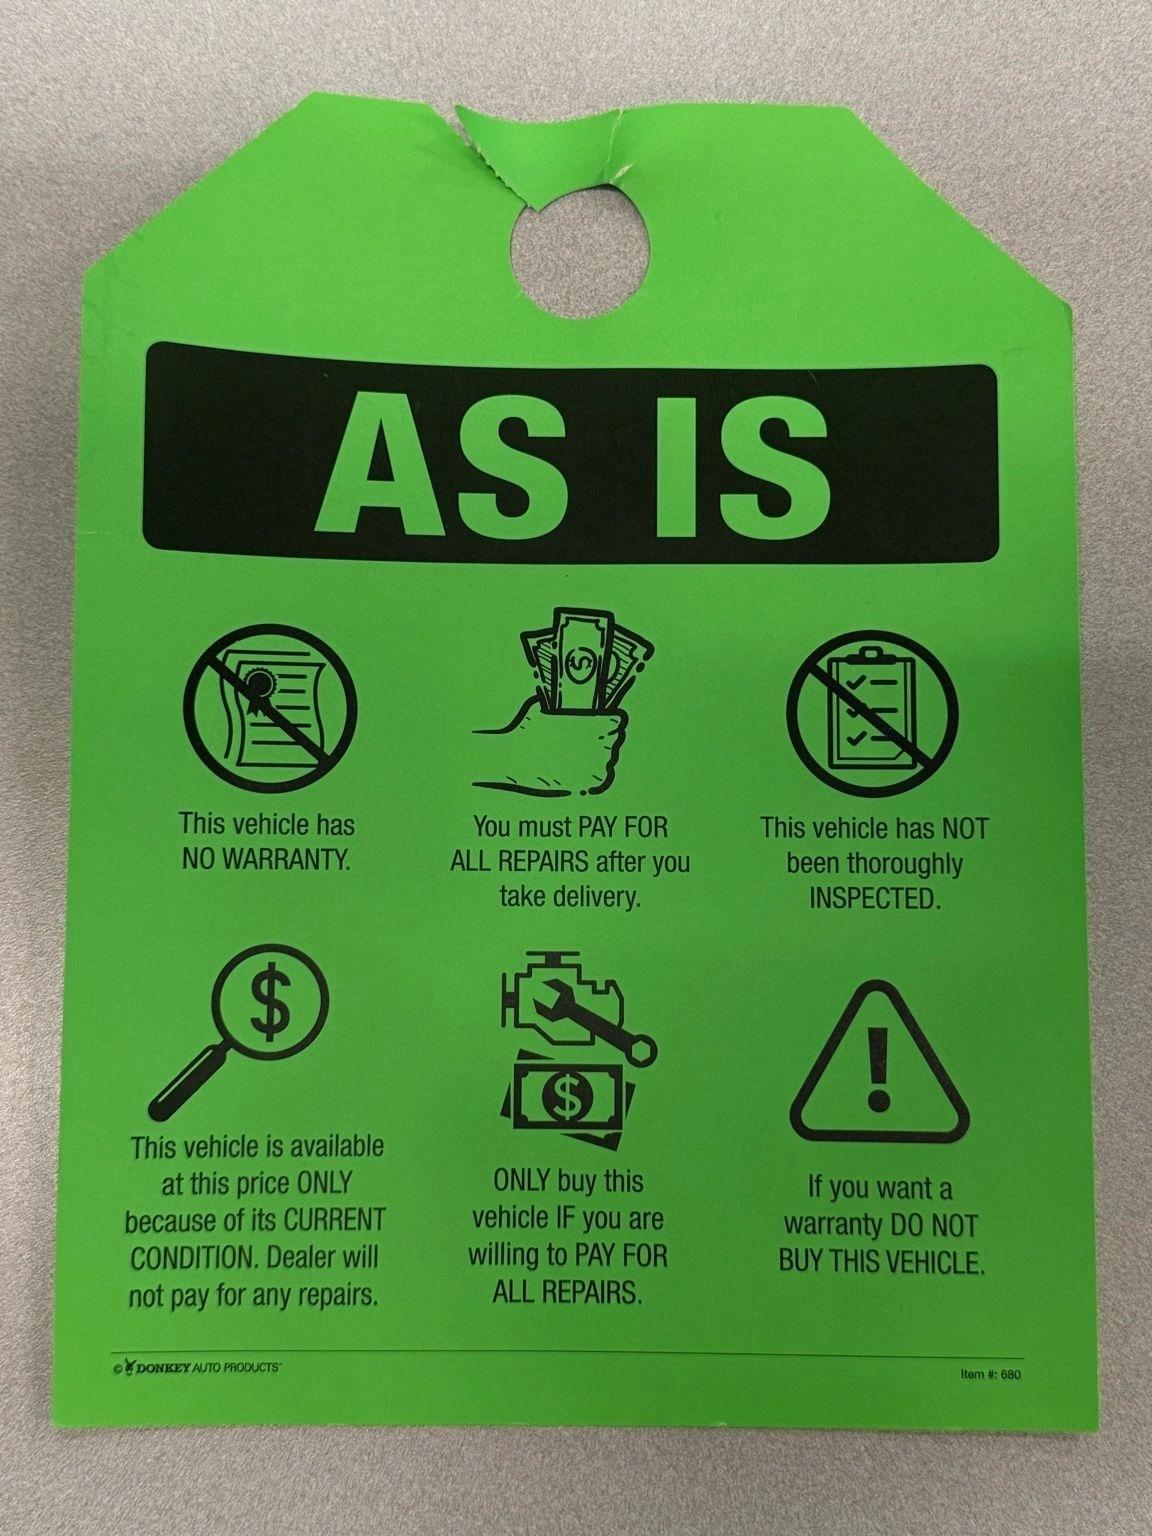 AS IS
This vehicle has
NO WARRANTY.
You must PAY FOR
ALL REPAIRS after you
take delivery.
This vehicle has NOT
been thoroughly
INSPECTED.
This vehicle is available
at this price ONLY
because of its CURRENT
CONDITION. Dealer will
not pay for any repairs.
ONLY buy this
vehicle IF you are
willing to PAY FOR
ALL REPAIRS.
If you want a
warranty DO NOT
BUY THIS VEHICLE.
© DONKEY AUTO PRODUCTS™
Item #: 680